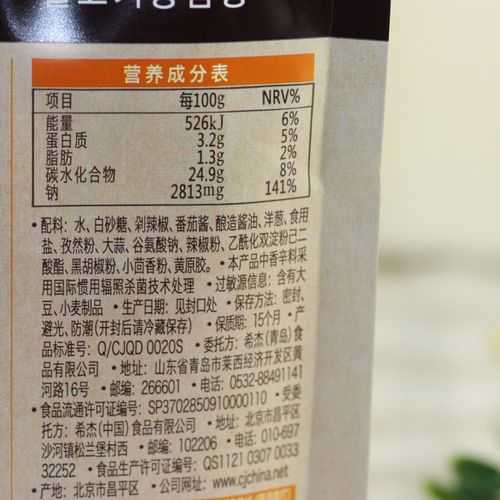 营养成分表
项目 每100g NRV%
能量 526kJ 6%
蛋白质 3.2g 5%
脂肪 1.3g 2%
碳水化合物 24.9g 8%
钠 2813mg 141%
•配料：水、白砂糖、剁辣椒、番茄酱、酿造酱油、洋葱、食用
盐、孜然粉、大蒜、谷氨酸钠、辣椒粉、乙酰化双淀粉己二
酸酯、黑胡椒粉、小茴香粉、黄原胶。•本产品中香辛料采
用国际惯用辐照杀菌技术处理 •过敏源信息：含有大
豆、小麦制品 •生产日期：见封口处 •保存方法：密封、
避光、防潮(开封后请冷藏保存) •保质期：15个月 •产
品标准号：Q/CJQD 0020S •委托方：希杰(青岛)食
品有限公司 •地址：山东省青岛市莱西经济开发区黄
河路16号 •邮编：266601 •电话：0532-88491141
•食品流通许可证编号：SP3702850910000110 •受委
托方：希杰(中国)食品有限公司 •地址：北京市昌平区
沙河镇松兰堡村西 •邮编：102206 •电话：010-697
32252 •食品生产许可证编号：QS1121 0307 0033
•产地：北京市昌平区 •公司网址：www.cjchina.net